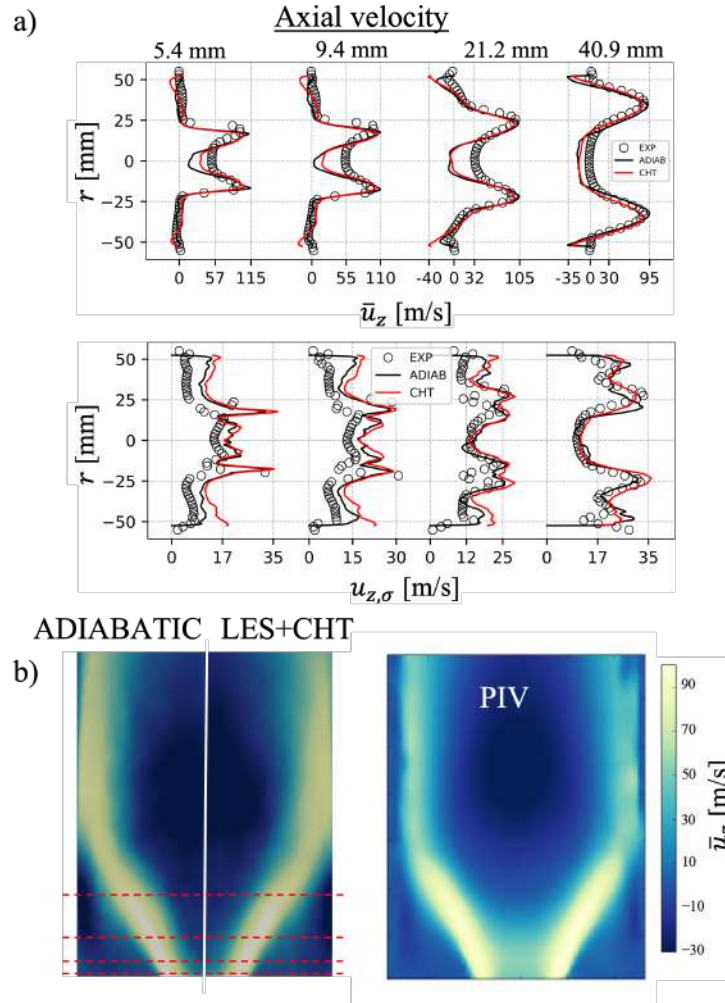 a)
Axial velocity
5.4 mm 9.4 mm 21.2 mm 40.9 mm
50
25
0
−25
−50
r [mm]
EXP
ADIAB
CHT
0 57 115 0 55 110 -40 0 32 105 -35 0 30 95
ū_z [m/s]
50
25
0
−25
−50
r [mm]
EXP
ADIAB
CHT
0 17 35 0 15 30 0 12 25 0 17 35
u_{z,σ} [m/s]
ADIABATIC LES+CHT
b)
PIV
90
70
50
30
10
−10
−30
ū_z [m/s]